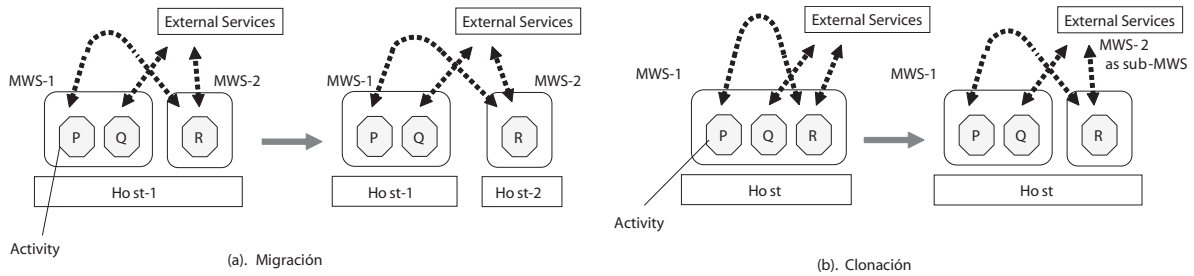 External Services
MWS-1
MWS-2
P
Q
R
Ho st-1
Activity
External Services
MWS-1
MWS-2
P
Q
R
Ho st-1
Ho st-2
(a). Migración
External Services
MWS-1
P
Q
R
Ho st
Activity
External Services
MWS- 2
as sub-MWS
MWS-1
P
Q
R
Ho st
(b). Clonación